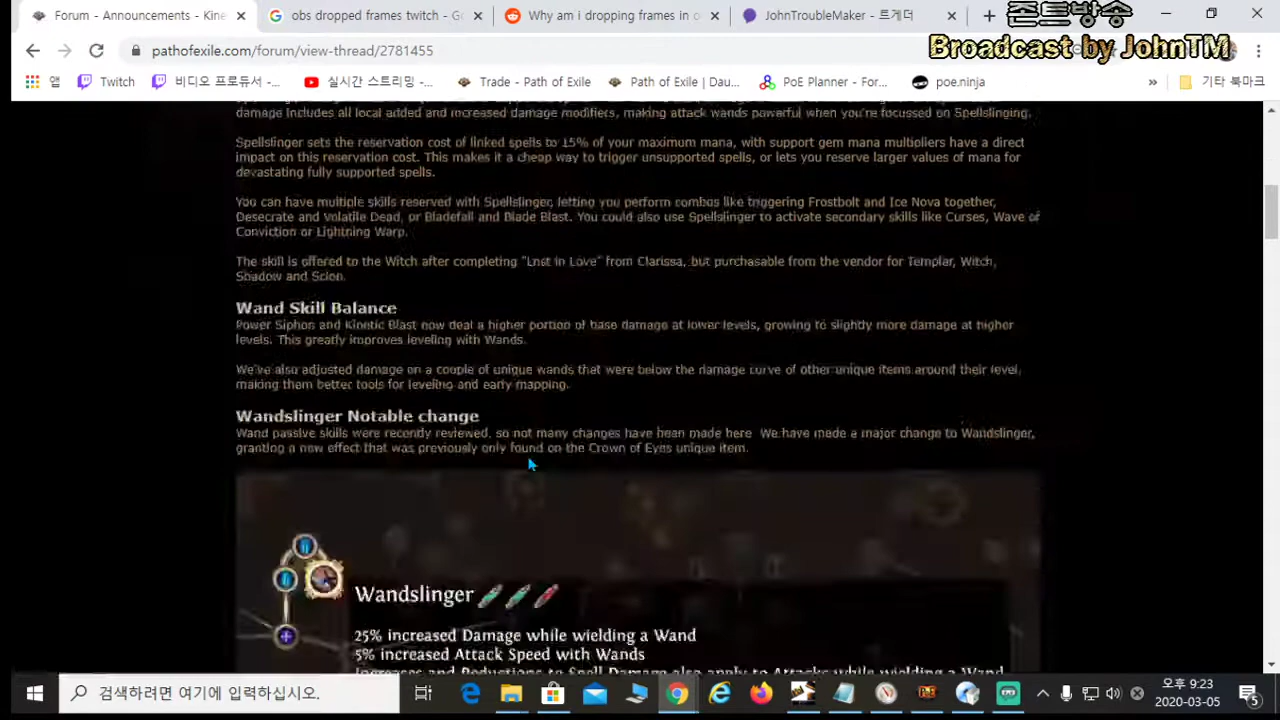 Forum - Announcements - Kine
obs dropped frames twitch - Go
Why am i dropping frames in o
JohnTroubleMaker - 트게더
존트방송
Broadcast by JohnTM
pathofexile.com/forum/view-thread/2781455
앱
Twitch
비디오 프로듀서 -...
실시간 스트리밍 -...
Trade - Path of Exile
Path of Exile | Dau...
PoE Planner - For...
poe.ninja
»
기타 북마크
damage includes all local added and increased damage modifiers, making attack wands powerful when you're focussed on Spellslinging.
Spellslinger sets the reservation cost of linked spells to 15% of your maximum mana, with support gem mana multipliers have a direct
impact on this reservation cost. This makes it a cheap way to trigger unsupported spells, or lets you reserve larger values of mana for
devastating fully supported spells.
You can have multiple skills reserved with Spellslinger, letting you perform combos like triggering Frostbolt and Ice Nova together,
Desecrate and Volatile Dead, or Bladefall and Blade Blast. You could also use Spellslinger to activate secondary skills like Curses, Wave of
Conviction or Lightning Warp.
The skill is offered to the Witch after completing "Lost in Love" from Clarissa, but purchasable from the vendor for Templar, Witch,
Shadow and Scion.
Wand Skill Balance
Power Siphon and Kinetic Blast now deal a higher portion of base damage at lower levels, growing to slightly more damage at higher
levels. This greatly improves leveling with Wands.
We've also adjusted damage on a couple of unique wands that were below the damage curve of other unique items around their level,
making them better tools for leveling and early mapping.
Wandslinger Notable change
Wand passive skills were recently reviewed, so not many changes have been made here. We have made a major change to Wandslinger,
granting a new effect that was previously only found on the Crown of Eyes unique item.
Wandslinger
25% increased Damage while wielding a Wand
5% increased Attack Speed with Wands
Increases and Reductions to Spell Damage also apply to Attacks while wielding a Wand
검색하려면 여기에 입력하십시오.
오후 9:23
2020-03-05
5